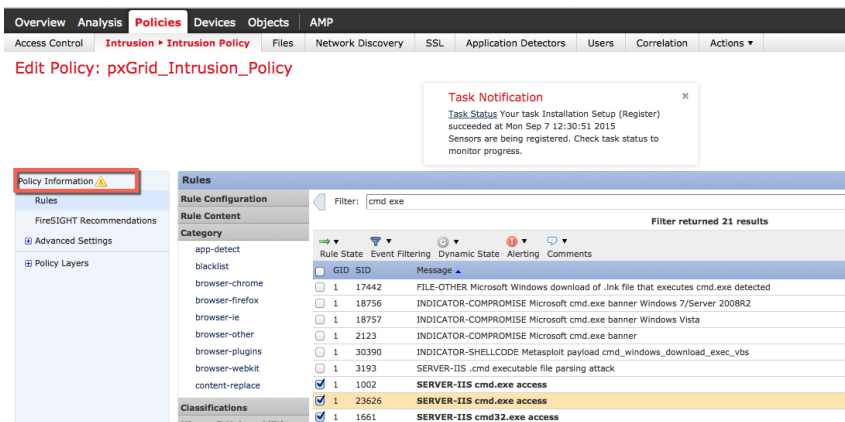 Overview Analysis Policies Devices Objects AMP
Access Control Intrusion ▸ Intrusion Policy Files Network Discovery SSL Application Detectors Users Correlation Actions ▼
Edit Policy: pxGrid_Intrusion_Policy
Task Notification ×
Task Status Your task Installation Setup (Register)
succeeded at Mon Sep 7 12:30:51 2015
Sensors are being registered. Check task status to
monitor progress.
Policy Information
Rules
FireSIGHT Recommendations
Advanced Settings
Policy Layers
Rules
Rule Configuration
Rule Content
Category
app-detect
blacklist
browser-chrome
browser-firefox
browser-ie
browser-other
browser-plugins
browser-webkit
content-replace
Classifications
Filter: cmd exe
Filter returned 21 results
Rule State Event Filtering Dynamic State Alerting Comments
GID SID Message
1 17442 FILE-OTHER Microsoft Windows download of .lnk file that executes cmd.exe detected
1 18756 INDICATOR-COMPROMISE Microsoft cmd.exe banner Windows 7/Server 2008R2
1 18757 INDICATOR-COMPROMISE Microsoft cmd.exe banner Windows Vista
1 2123 INDICATOR-COMPROMISE Microsoft cmd.exe banner
1 30390 INDICATOR-SHELLCODE Metasploit payload cmd_windows_download_exec_vbs
1 3193 SERVER-IIS .cmd executable file parsing attack
1 1002 SERVER-IIS cmd.exe access
1 23626 SERVER-IIS cmd.exe access
1 1661 SERVER-IIS cmd32.exe access